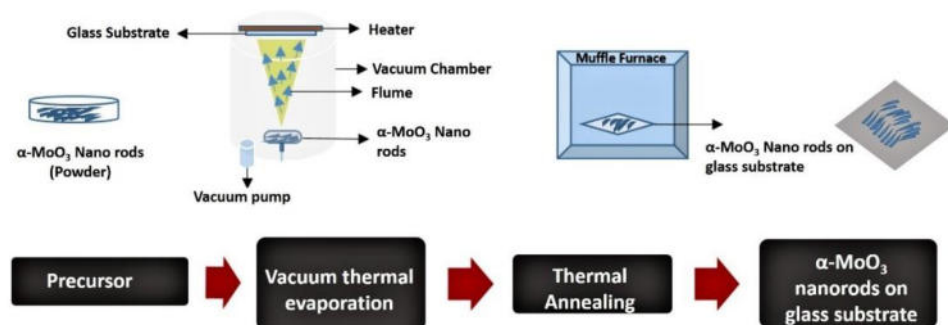 Glass Substrate
Heater
Vacuum Chamber
Flume
α-MoO₃ Nano
rods
Vacuum pump
α-MoO₃ Nano rods
(Powder)
Muffle Furnace
α-MoO₃ Nano rods on
glass substrate
Precursor
Vacuum thermal
evaporation
Thermal
Annealing
α-MoO₃
nanorods on
glass substrate